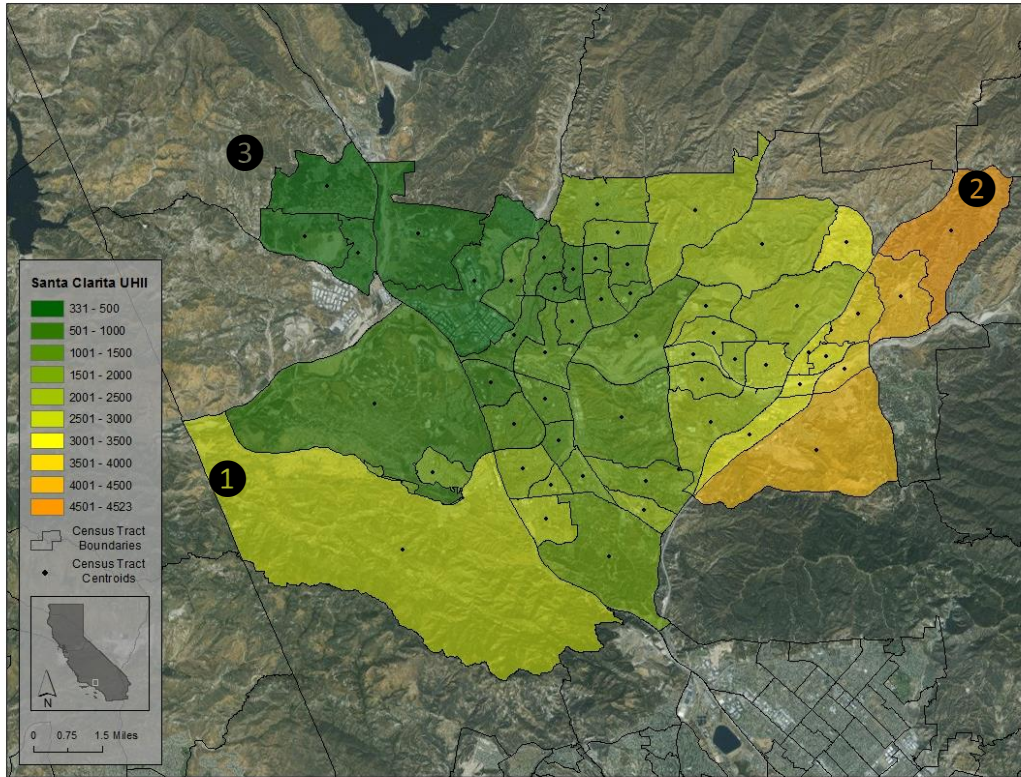 3
2
1
Santa Clarita UHII
331 - 500
501 - 1000
1001 - 1500
1501 - 2000
2001 - 2500
2501 - 3000
3001 - 3500
3501 - 4000
4001 - 4500
4501 - 4523
Census Tract
Boundaries
Census Tract
Centroids
N
0 0.75 1.5 Miles